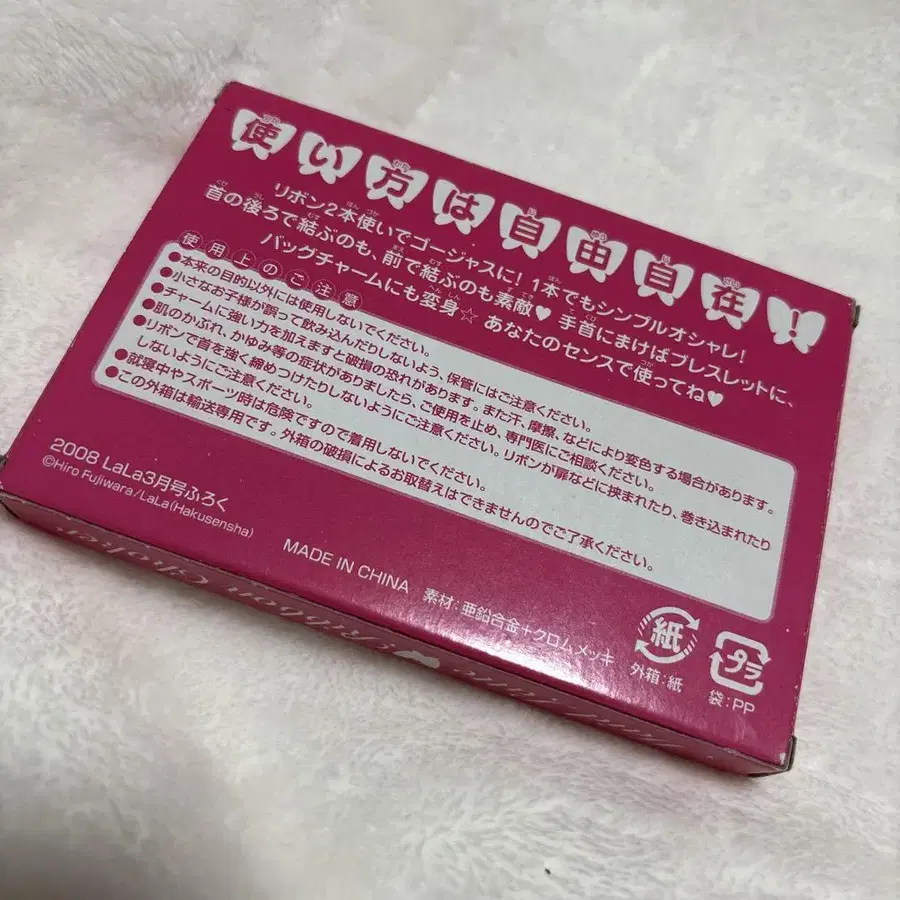 使い方は自由自在!
リボン2本使いでゴージャスに! 1本でもシンプルオシャレ!
首の後ろで結ぶのも、前で結ぶのも素敵♥ 手首にまけばブレスレットに、
バッグチャームにも変身☆ あなたのセンスで使ってね♥
使用上のご注意
●本来の目的以外には使用しないでください。
●小さなお子様が誤って飲み込んだりしないよう、保管にはご注意ください。
●チャームに強い力を加えますと破損の恐れがあります。また汗、摩擦、などにより変色する場合があります。
●肌のかぶれ、かゆみ等の症状がありましたら、ご使用を止め、専門医にご相談ください。
●リボンで首を強く締めつけたりしないようにご注意ください。リボンが扉などに挟まれたり、巻き込まれたり
しないようにご注意ください。
●就寝中やスポーツ時は危険ですので着用しないでください。
●この外箱は輸送専用です。外箱の破損によるお取替えはできませんのでご了承ください。
2008 LaLa3月号ふろく
©Hiro Fujiwara/LaLa(Hakusensha)
MADE IN CHINA
素材:亜鉛合金+クロムメッキ
紙
外箱:紙
プラ
袋:PP
Ribbon Choker